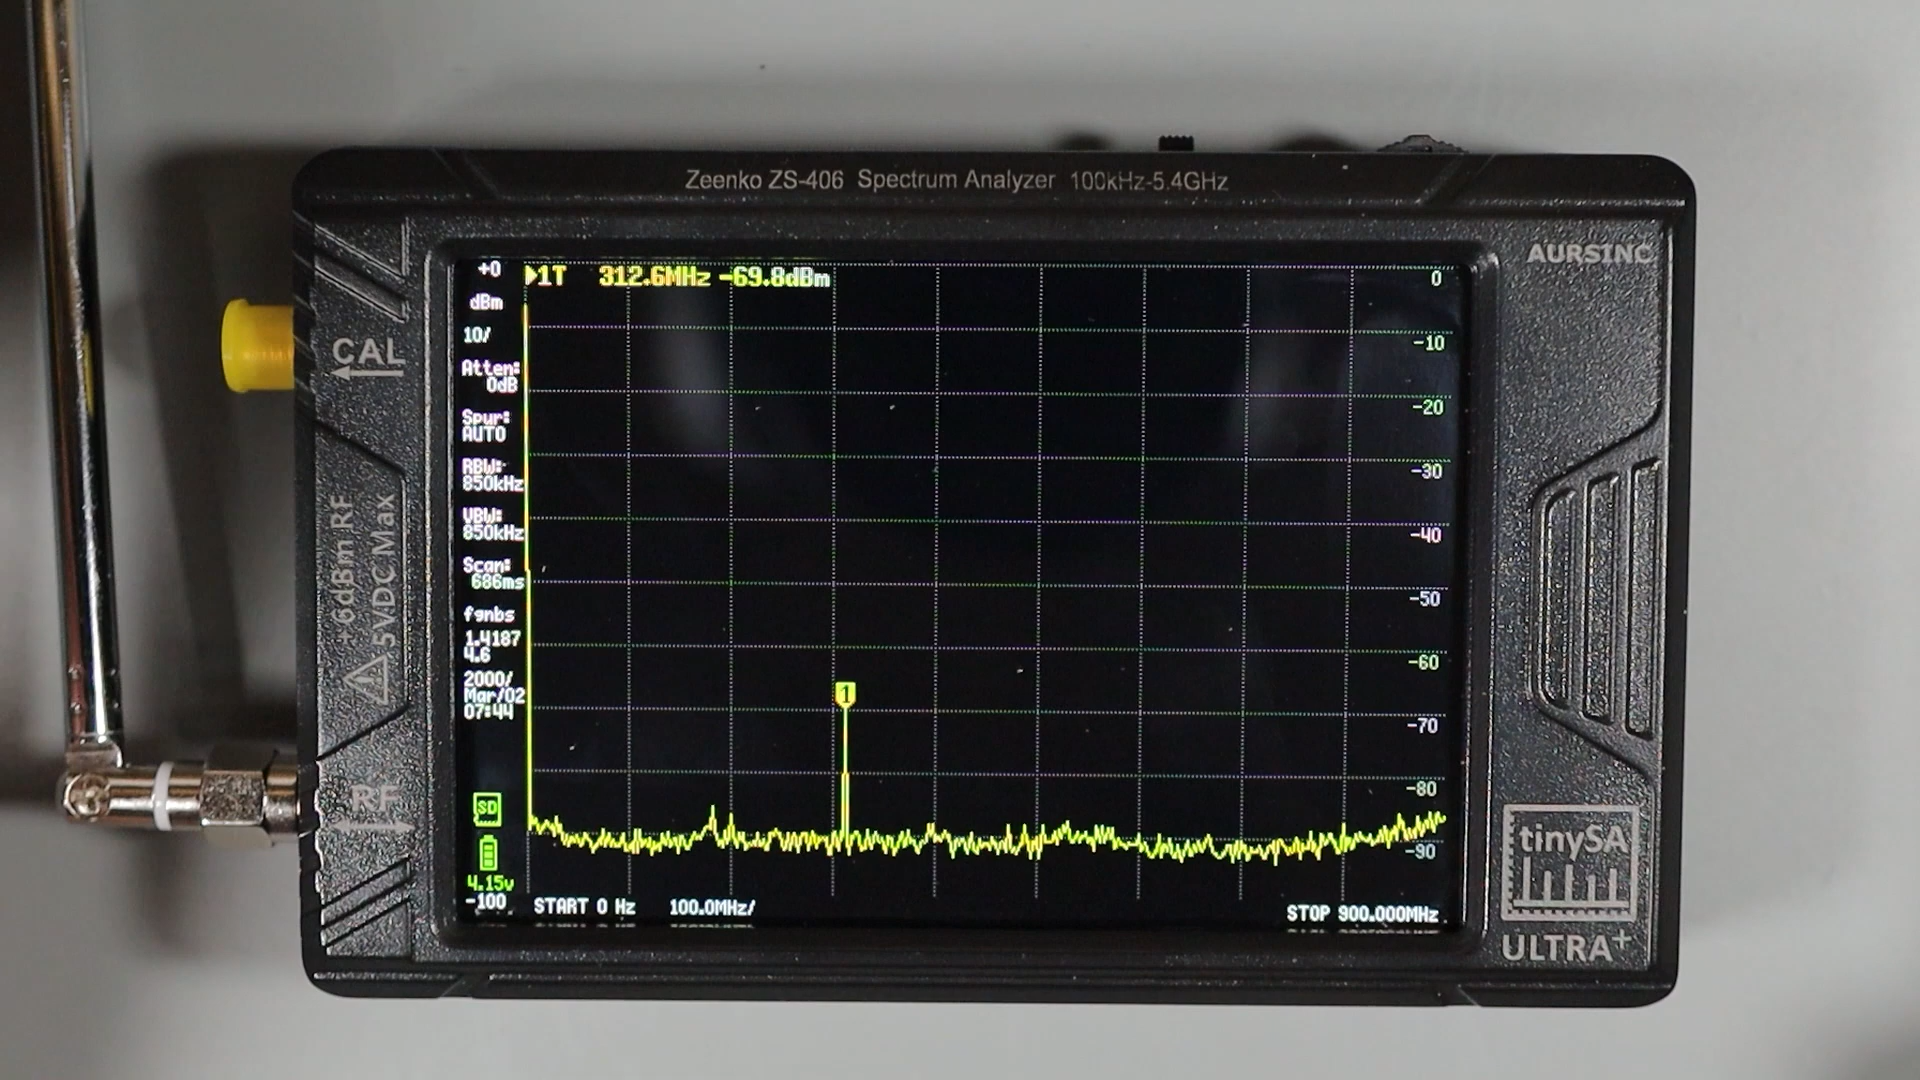 Zeenko ZS-406 Spectrum Analyzer 100kHz-5.4GHz
AURSINC
CAL
+6dBm RF
5VDC Max
RF
+0
dBm
10/
Atten:
0dB
Spur:
AUTO
RBW:
850kHz
VBW:
850kHz
Scan:
686ms
fgnbs
1.4187
4.6
2000/
Mar/02
07:44
SD
4.15v
-100
1T 312.6MHz -69.8dBm
1
0
-10
-20
-30
-40
-50
-60
-70
-80
-90
START 0 Hz 100.0MHz/
STOP 900.000MHz
tinySA
ULTRA+